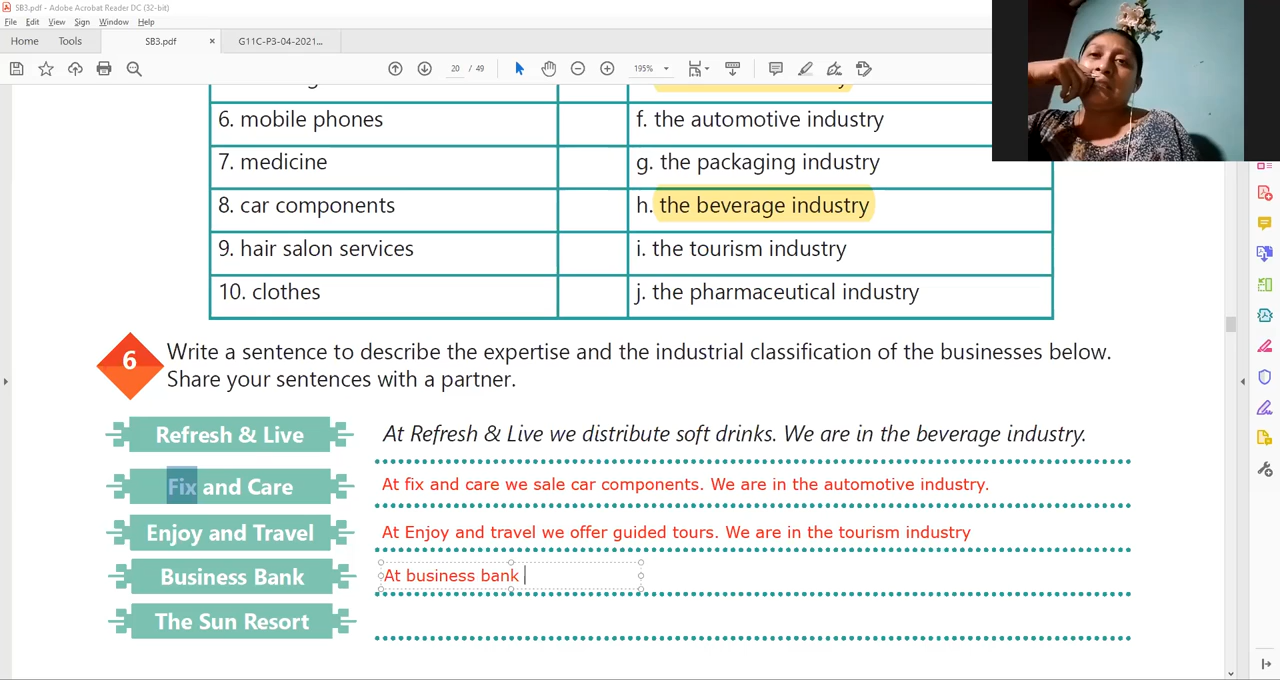 SB3.pdf - Adobe Acrobat Reader DC (32-bit)
File Edit View Sign Window Help
Home Tools SB3.pdf × G11C-P3-04-2021...
20 / 49 195%
6. mobile phones f. the automotive industry
7. medicine g. the packaging industry
8. car components h. the beverage industry
9. hair salon services i. the tourism industry
10. clothes j. the pharmaceutical industry
6 Write a sentence to describe the expertise and the industrial classification of the businesses below.
Share your sentences with a partner.
Refresh & Live At Refresh & Live we distribute soft drinks. We are in the beverage industry.
Fix and Care At fix and care we sale car components. We are in the automotive industry.
Enjoy and Travel At Enjoy and travel we offer guided tours. We are in the tourism industry
Business Bank At business bank
The Sun Resort